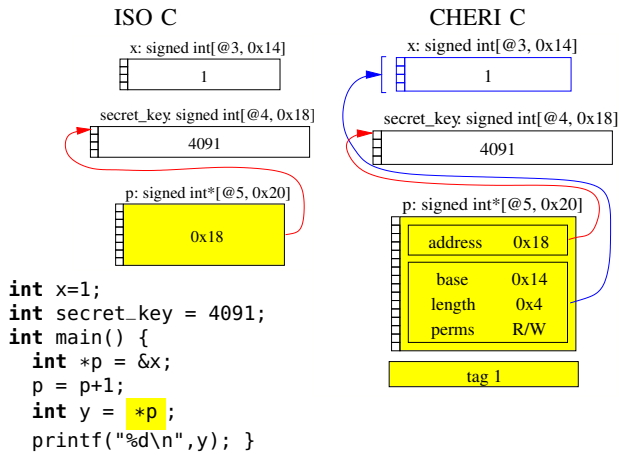 ISO C
CHERI C
x: signed int[@3, 0x14]
1
secret_key: signed int[@4, 0x18]
4091
p: signed int*[@5, 0x20]
0x18
x: signed int[@3, 0x14]
1
secret_key: signed int[@4, 0x18]
4091
p: signed int*[@5, 0x20]
address 0x18
base 0x14
length 0x4
perms R/W
tag 1
int x=1;
int secret_key = 4091;
int main() {
int *p = &x;
p = p+1;
int y = *p;
printf("%d\n",y); }